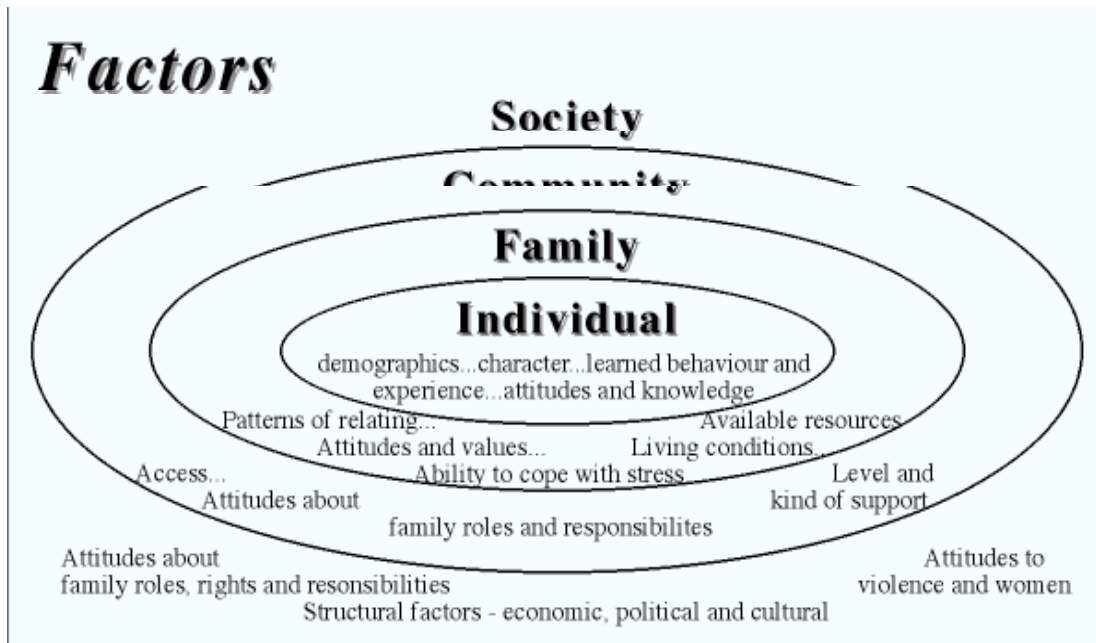 Factors
Society
Community
Family
Individual
demographics...character...learned behaviour and
experience...attitudes and knowledge
Patterns of relating... Available resources
Attitudes and values... Living conditions...
Access... Ability to cope with stress Level and
Attitudes about kind of support
family roles and responsibilites
Attitudes about Attitudes to
family roles, rights and resonsibilities violence and women
Structural factors - economic, political and cultural